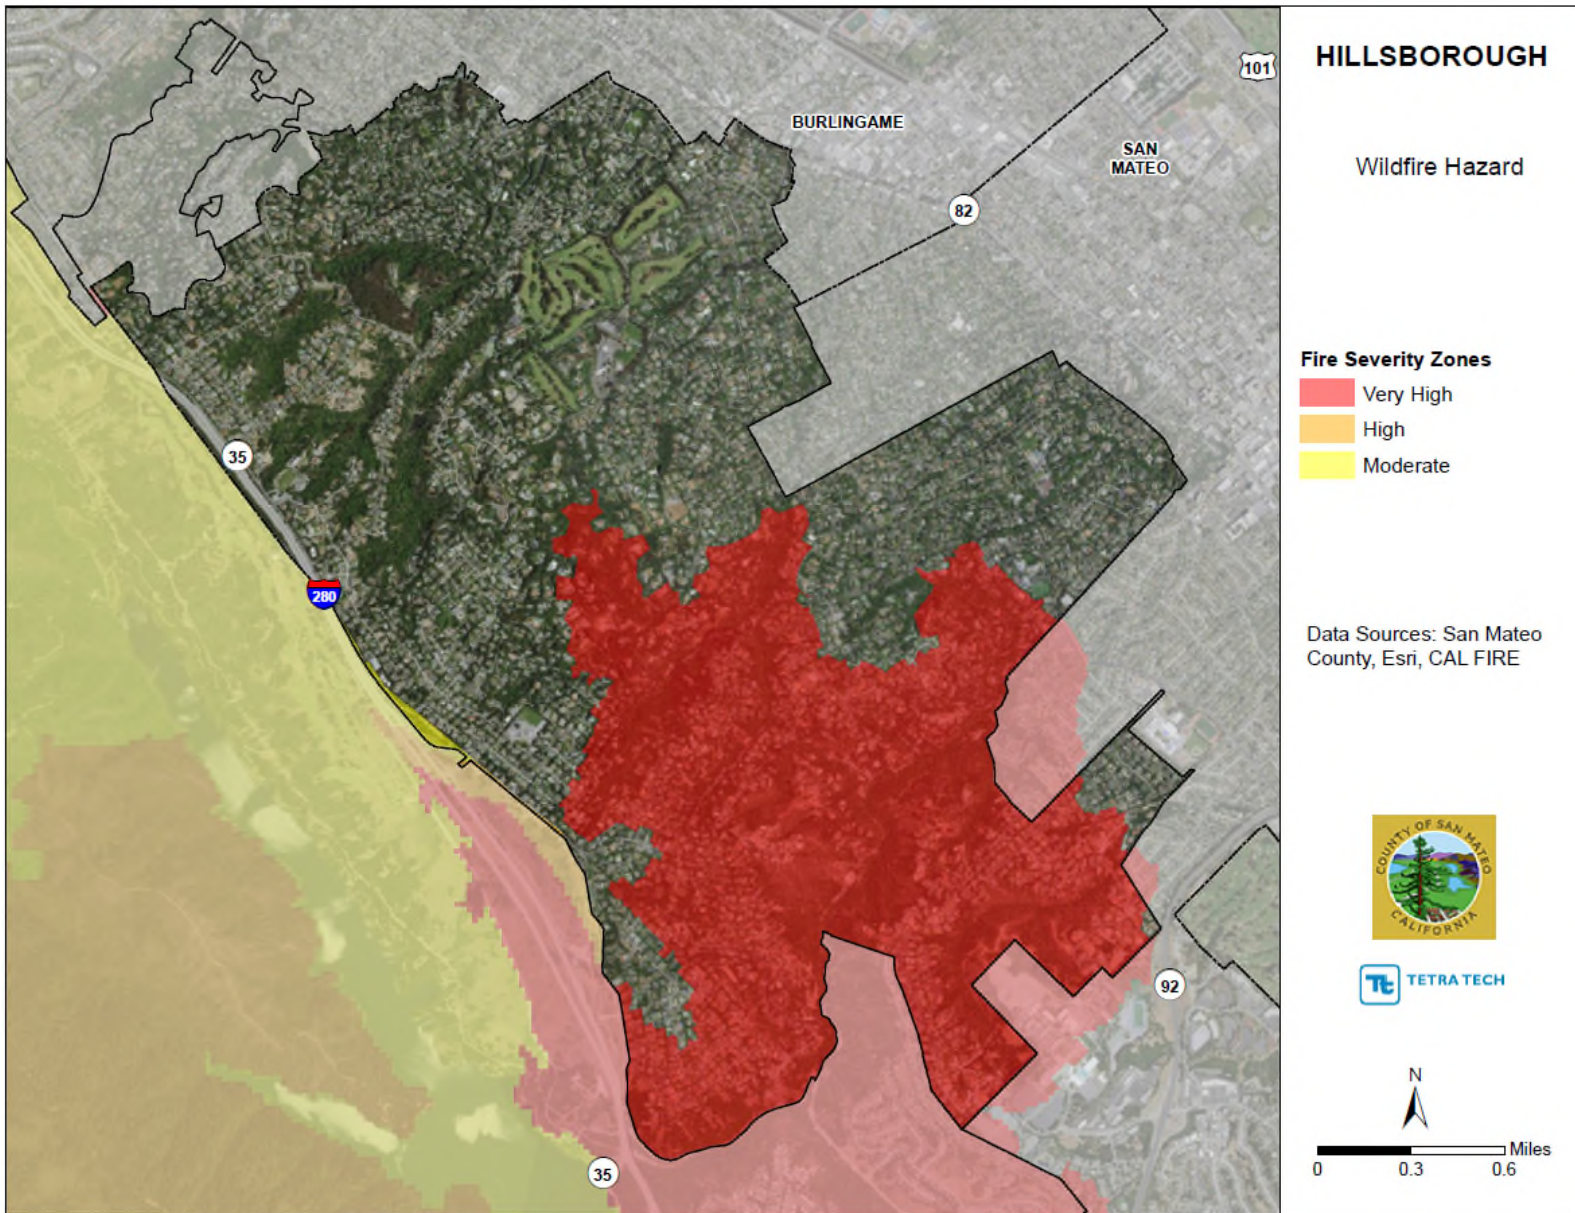 HILLSBOROUGH
Wildfire Hazard
101
BURLINGAME
SAN
MATEO
82
35
280
92
35
Fire Severity Zones
Very High
High
Moderate
Data Sources: San Mateo
County, Esri, CAL FIRE
COUNTY OF SAN MATEO
CALIFORNIA
Tt TETRA TECH
N
Miles
0 0.3 0.6